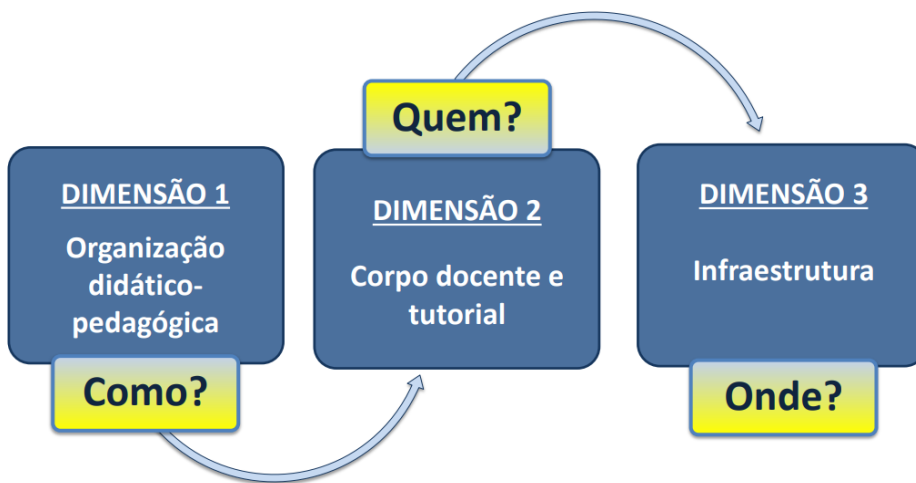 DIMENSÃO 1
Organização
didático-
pedagógica
Como?
Quem?
DIMENSÃO 2
Corpo docente e
tutorial
DIMENSÃO 3
Infraestrutura
Onde?